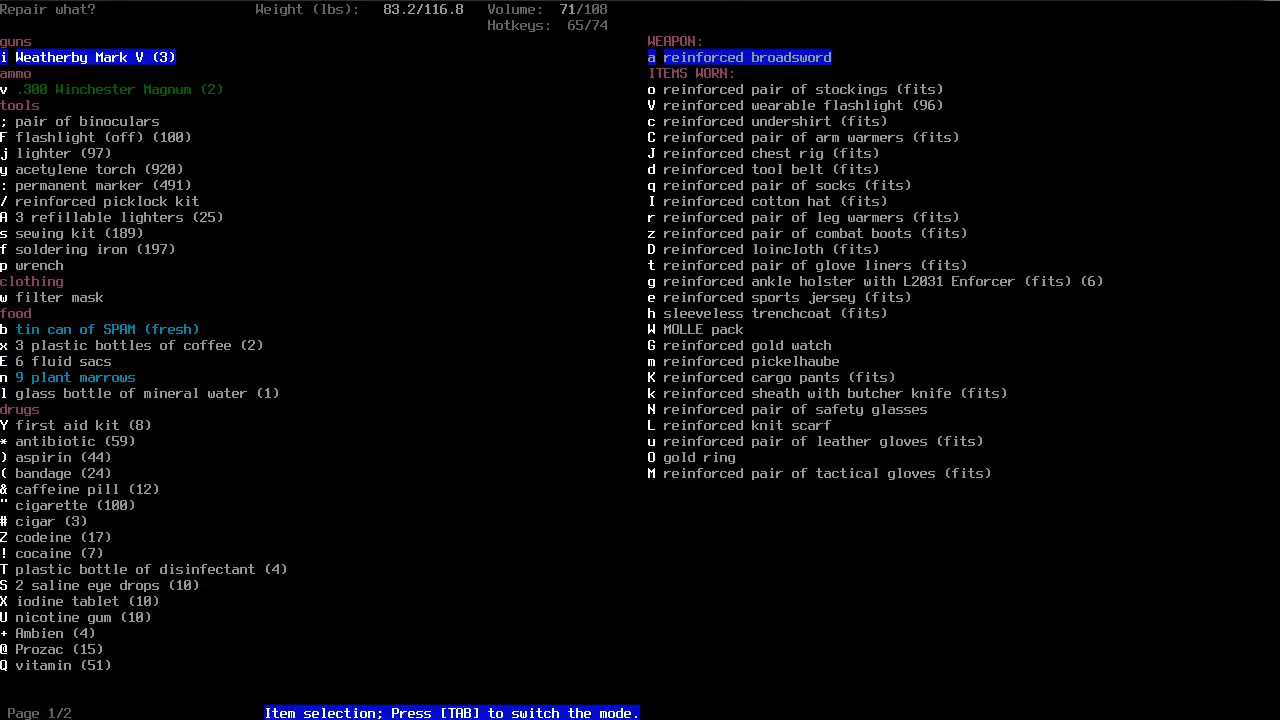 Repair what? Weight (lbs): 83.2/116.8 Volume: 71/108
Hotkeys: 65/74
guns
i Weatherby Mark V (3)
ammo
v .300 Winchester Magnum (2)
tools
; pair of binoculars
F flashlight (off) (100)
j lighter (97)
y acetylene torch (920)
: permanent marker (491)
/ reinforced picklock kit
A 3 refillable lighters (25)
s sewing kit (189)
f soldering iron (197)
p wrench
clothing
w filter mask
food
b tin can of SPAM (fresh)
x 3 plastic bottles of coffee (2)
E 6 fluid sacs
n 9 plant marrows
l glass bottle of mineral water (1)
drugs
Y first aid kit (8)
* antibiotic (59)
) aspirin (44)
( bandage (24)
& caffeine pill (12)
" cigarette (100)
# cigar (3)
Z codeine (17)
! cocaine (7)
T plastic bottle of disinfectant (4)
S 2 saline eye drops (10)
X iodine tablet (10)
U nicotine gum (10)
+ Ambien (4)
@ Prozac (15)
Q vitamin (51)
WEAPON:
a reinforced broadsword
ITEMS WORN:
o reinforced pair of stockings (fits)
V reinforced wearable flashlight (96)
c reinforced undershirt (fits)
C reinforced pair of arm warmers (fits)
J reinforced chest rig (fits)
d reinforced tool belt (fits)
q reinforced pair of socks (fits)
I reinforced cotton hat (fits)
r reinforced pair of leg warmers (fits)
z reinforced pair of combat boots (fits)
D reinforced loincloth (fits)
t reinforced pair of glove liners (fits)
g reinforced ankle holster with L2031 Enforcer (fits) (6)
e reinforced sports jersey (fits)
h sleeveless trenchcoat (fits)
W MOLLE pack
G reinforced gold watch
m reinforced pickelhaube
K reinforced cargo pants (fits)
k reinforced sheath with butcher knife (fits)
N reinforced pair of safety glasses
L reinforced knit scarf
u reinforced pair of leather gloves (fits)
O gold ring
M reinforced pair of tactical gloves (fits)
Page 1/2 Item selection; Press [TAB] to switch the mode.